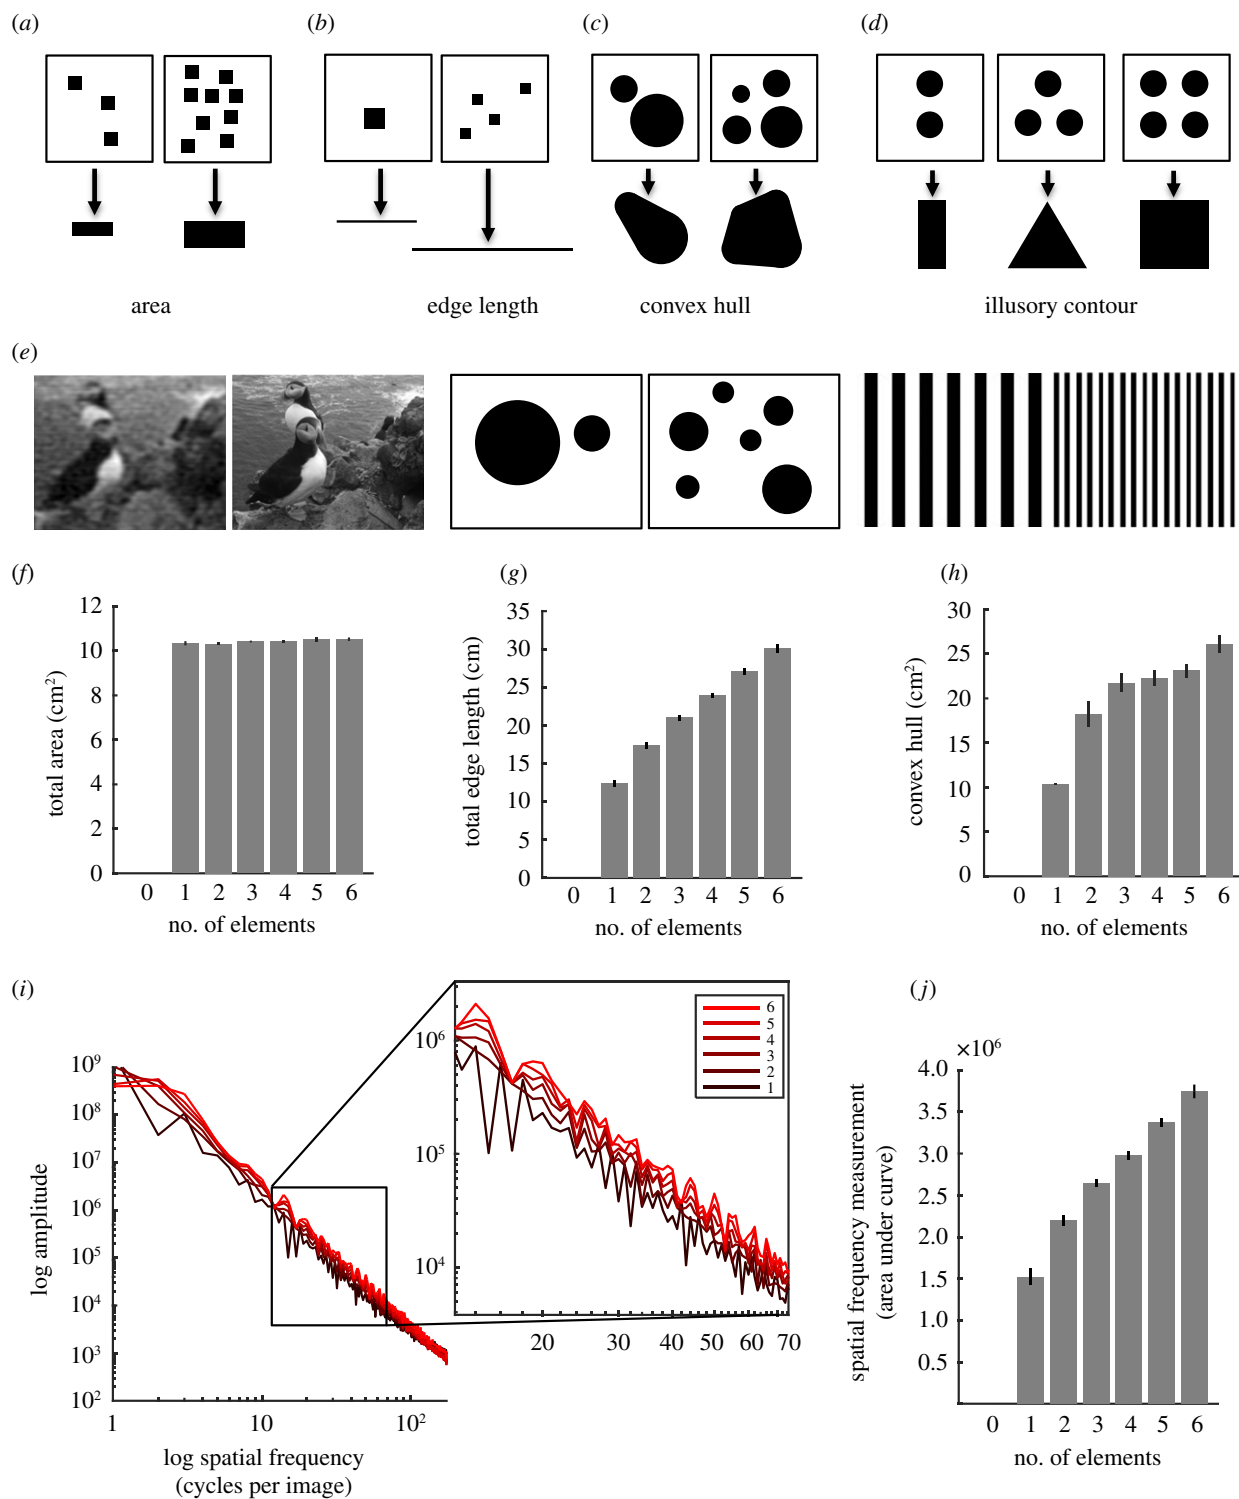 (a)
(b)
(c)
(d)
area
edge length
convex hull
illusory contour
(e)
(f)
12
10
8
6
4
2
0
total area (cm²)
0 1 2 3 4 5 6
no. of elements
(g)
35
30
25
20
15
10
5
0
total edge length (cm)
0 1 2 3 4 5 6
no. of elements
(h)
30
25
20
15
10
5
0
convex hull (cm²)
0 1 2 3 4 5 6
no. of elements
(i)
10⁹
10⁸
10⁷
10⁶
10⁵
10⁴
10³
10²
log amplitude
1 10 10²
log spatial frequency
(cycles per image)
10⁶
10⁵
10⁴
20 30 40 50 60 70
6
5
4
3
2
1
(j)
×10⁶
4.0
3.5
3.0
2.5
2.0
1.5
1.0
0.5
spatial frequency measurement
(area under curve)
0 1 2 3 4 5 6
no. of elements